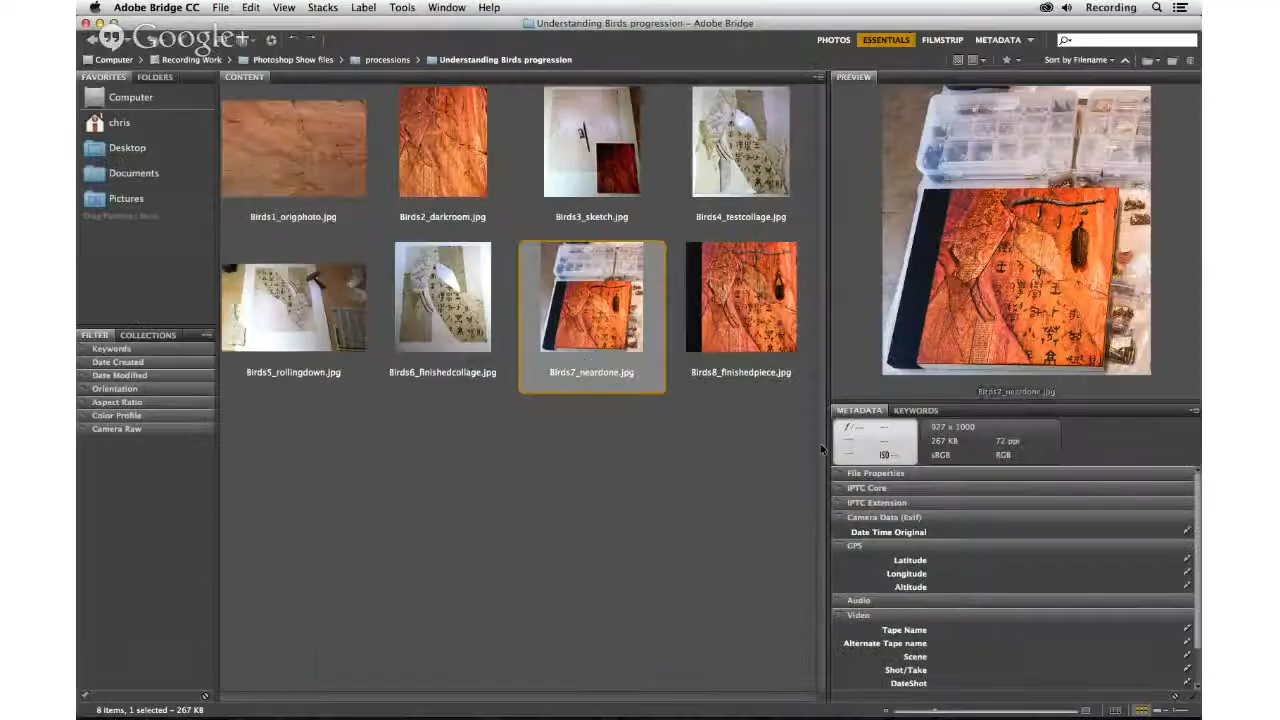 Adobe Bridge CC File Edit View Stacks Label Tools Window Help Recording
Understanding Birds progression – Adobe Bridge
Google+
PHOTOS ESSENTIALS FILMSTRIP METADATA
Computer Recording Work Photoshop Show files processions Understanding Birds progression Sort by Filename
FAVORITES FOLDERS CONTENT PREVIEW
Computer
chris
Desktop
Documents
Pictures
Birds1_origphoto.jpg Birds2_darkroom.jpg Birds3_sketch.jpg Birds4_testcollage.jpg
Birds5_rollingdown.jpg Birds6_finishedcollage.jpg Birds7_neardone.jpg Birds8_finishedpiece.jpg
FILTER COLLECTIONS
Keywords
Date Created
Date Modified
Orientation
Aspect Ratio
Color Profile
Camera Raw
Birds7_neardone.jpg
METADATA KEYWORDS
f/-- --
-- --
-- ISO--
927 x 1000
267 KB 72 ppi
sRGB RGB
File Properties
IPTC Core
IPTC Extension
Camera Data (Exif)
Date Time Original
GPS
Latitude
Longitude
Altitude
Audio
Video
Tape Name
Alternate Tape name
Scene
Shot/Take
DateShot
8 items, 1 selected – 267 KB